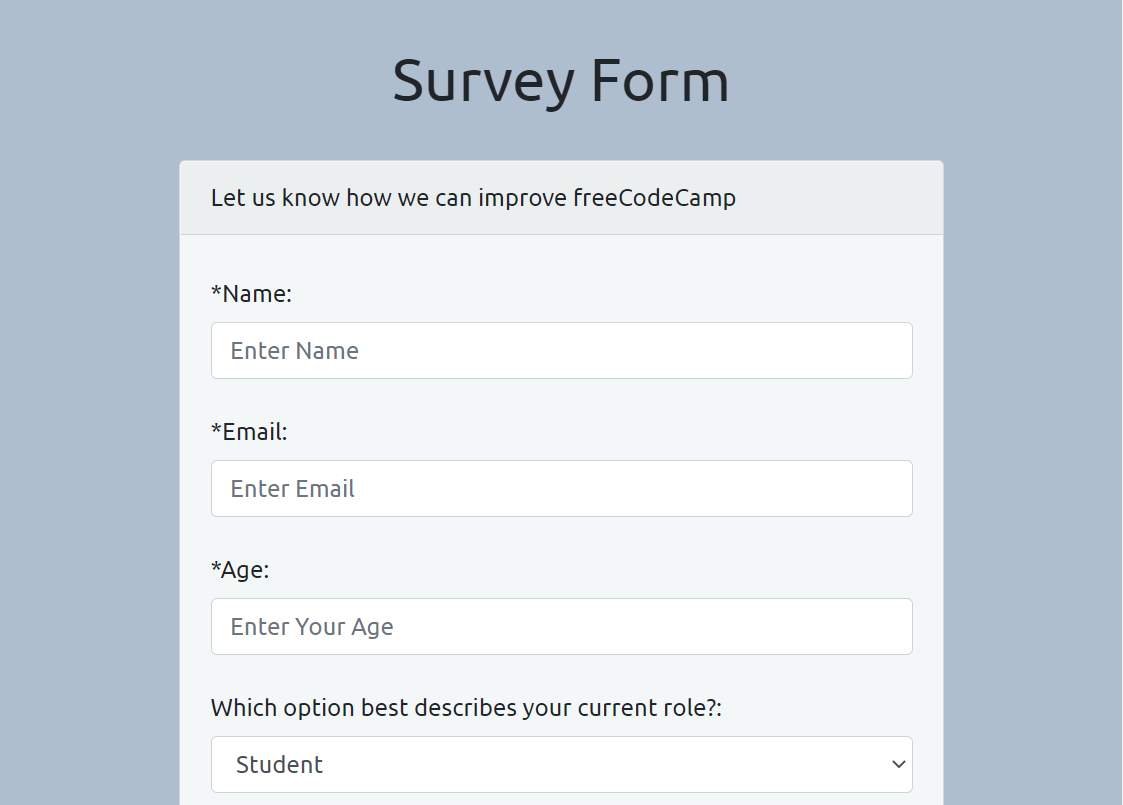 Survey Form
Let us know how we can improve freeCodeCamp
*Name:
Enter Name
*Email:
Enter Email
*Age:
Enter Your Age
Which option best describes your current role?:
Student